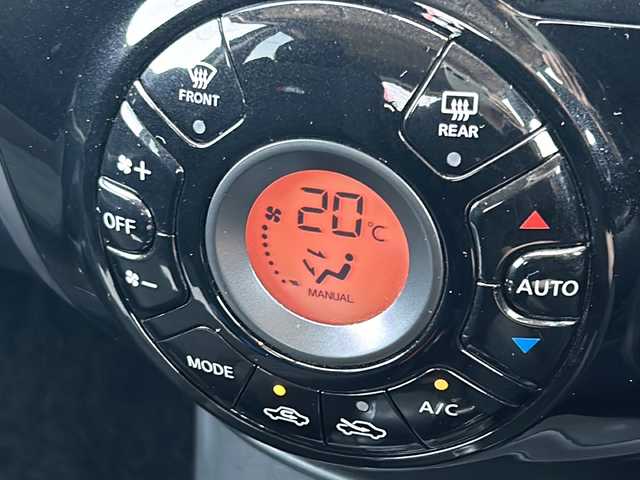 FRONT
REAR
+
OFF
-
20°C
MANUAL
AUTO
MODE
A/C